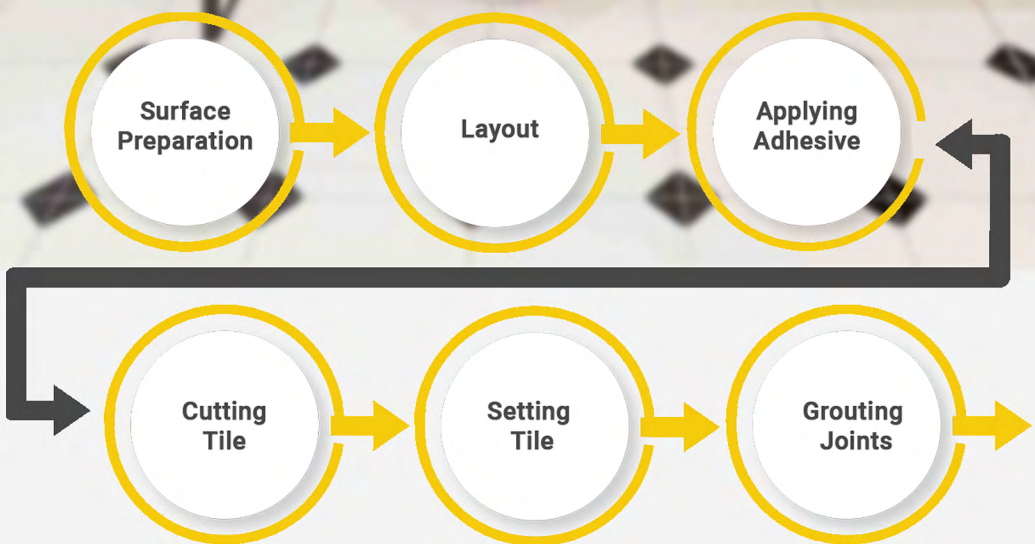 Surface
Preparation
Layout
Applying
Adhesive
Cutting
Tile
Setting
Tile
Grouting
Joints